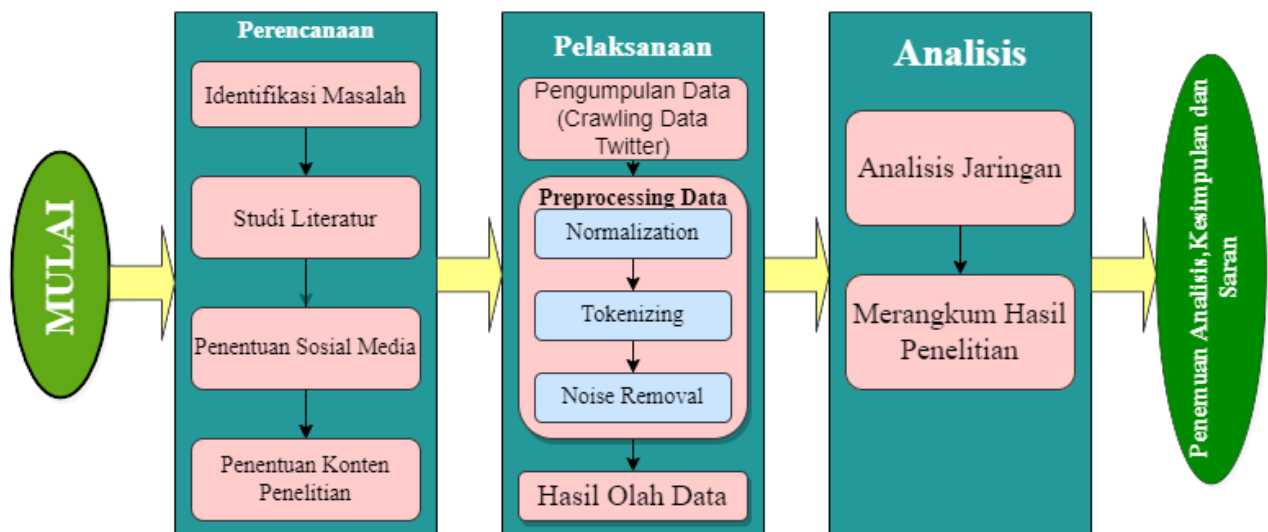 MULAI
Perencanaan
Identifikasi Masalah
Studi Literatur
Penentuan Sosial Media
Penentuan Konten
Penelitian
Pelaksanaan
Pengumpulan Data
(Crawling Data
Twitter)
Preprocessing Data
Normalization
Tokenizing
Noise Removal
Hasil Olah Data
Analisis
Analisis Jaringan
Merangkum Hasil
Penelitian
Penemuan Analisis,Kesimpulan dan
Saran